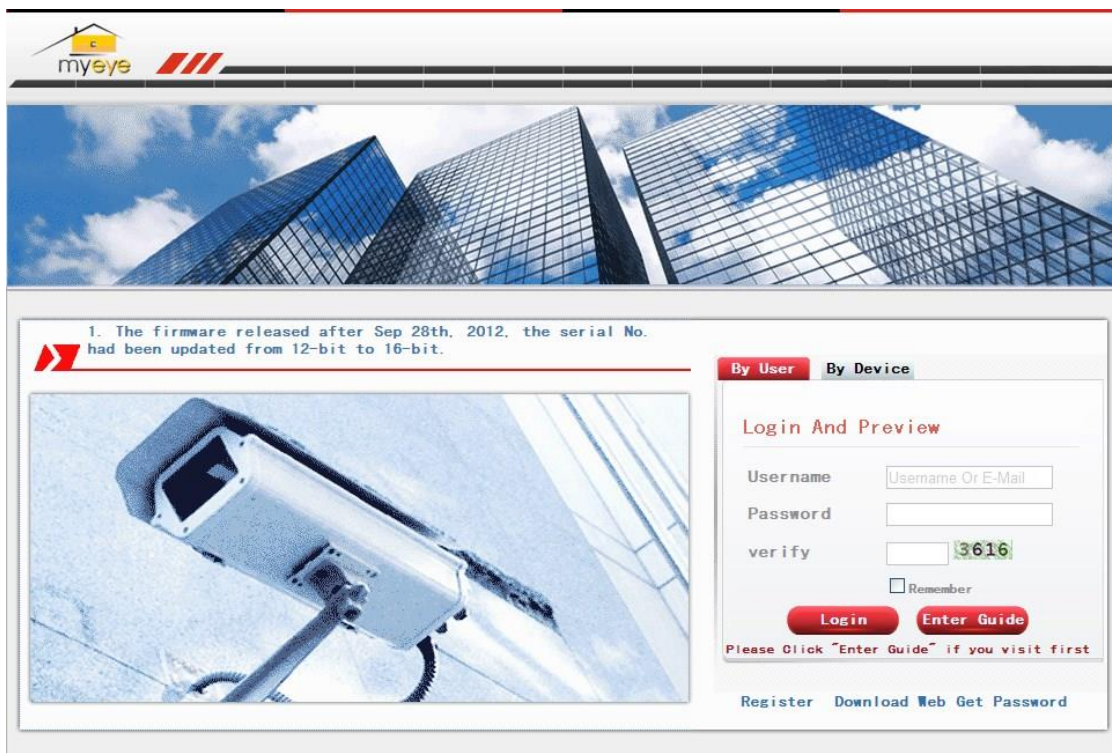 myeye
1. The firmware released after Sep 28th, 2012, the serial No.
had been updated from 12-bit to 16-bit.
By User By Device
Login And Preview
Username Username Or E-Mail
Password
verify 3616
Remember
Login Enter Guide
Please Click "Enter Guide" if you visit first
Register Download Web Get Password